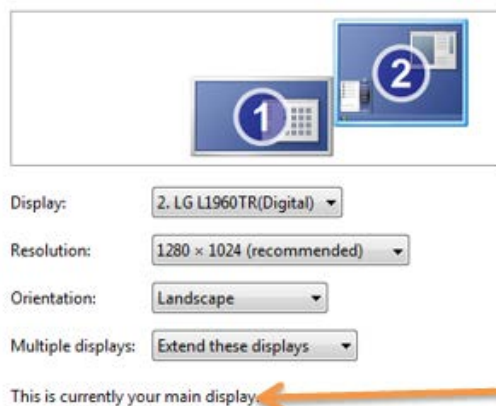 1
2
Display: 2. LG L1960TR(Digital)
Resolution: 1280 × 1024 (recommended)
Orientation: Landscape
Multiple displays: Extend these displays
This is currently your main display.